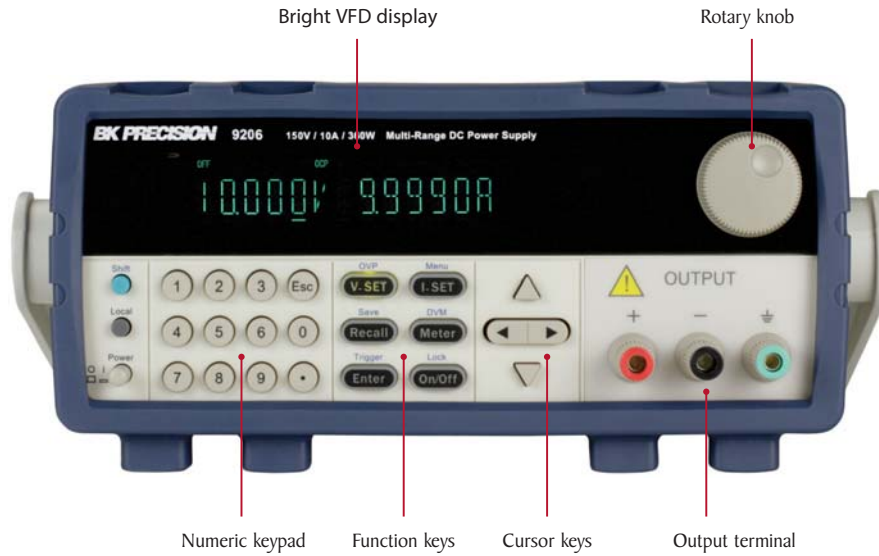 Bright VFD display
Rotary knob
BK PRECISION 9206 150V / 10A / 360W Multi-Range DC Power Supply
OFF OCP
10.000V 9.9990A
Shift
Local
Power
O I
1 2 3 Esc
4 5 6 0
7 8 9 •
OVP Menu
V-SET I-SET
Save DVM
Recall Meter
Trigger Lock
Enter On/Off
OUTPUT
+ −
Numeric keypad
Function keys
Cursor keys
Output terminal